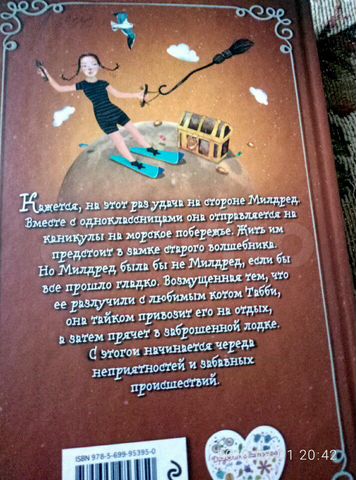 Кажется, на этот раз удача на стороне Милдред.
Вместе с одноклассницами она отправляется на
каникулы на морское побережье. Жить им
предстоит в замке старого волшебника.
Но Милдред была бы не Милдред, если бы
все прошло гладко. Возмущенная тем, что
ее разлучили с любимым котом Табби,
она тайком привозит его на отдых,
а затем прячет в заброшенной лодке.
С этогои начинается череда
неприятностей и забавных
происшествий.
ISBN 978-5-699-95395-0
1 20:42